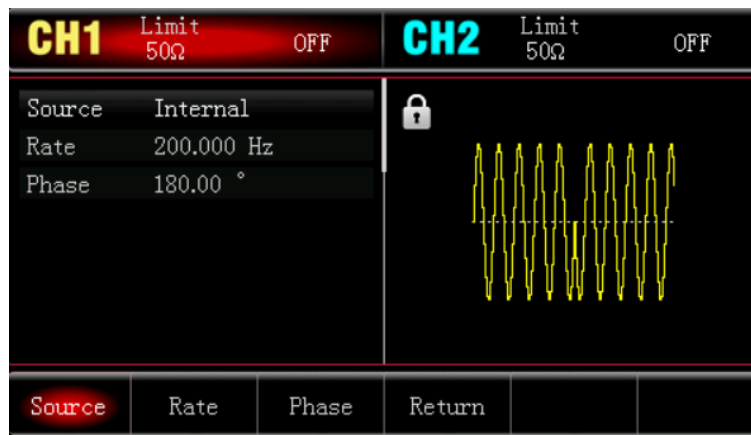 CH1 Limit 50Ω OFF CH2 Limit 50Ω OFF
Source Internal
Rate 200.000 Hz
Phase 180.00 °
Source Rate Phase Return